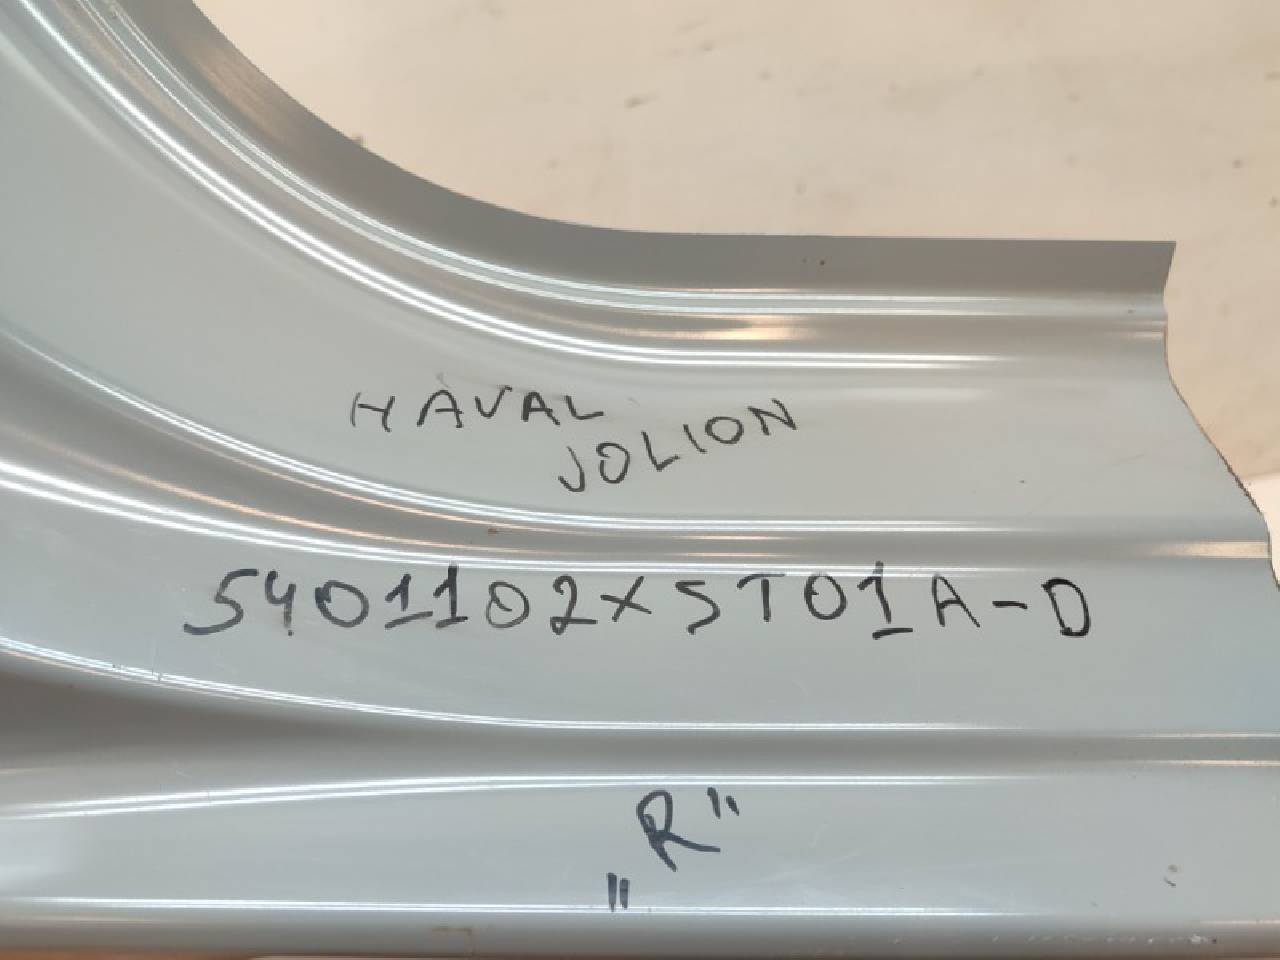 HAVAL
JOLION
5401102XST01A-D
„R"